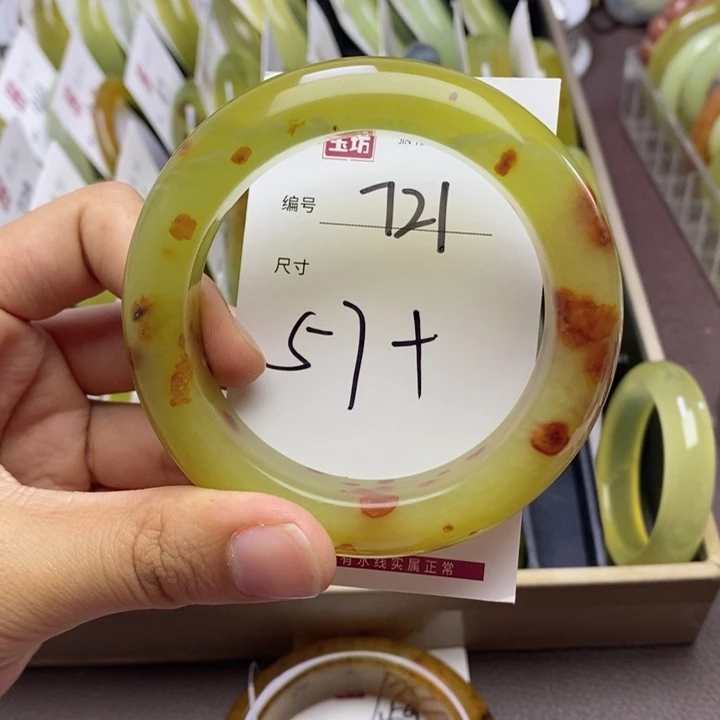 玉坊
编号 721
尺寸
57+
有水线实属正常